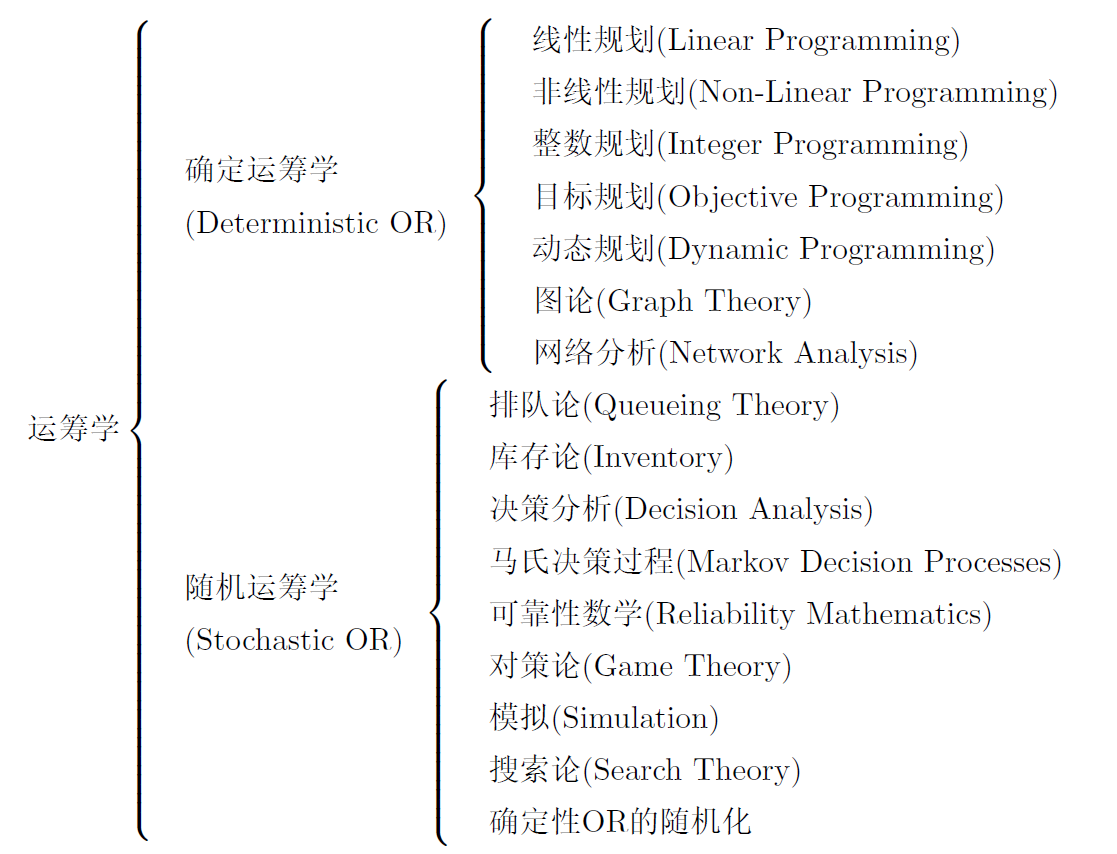 运筹学
确定运筹学
(Deterministic OR)
线性规划(Linear Programming)
非线性规划(Non-Linear Programming)
整数规划(Integer Programming)
目标规划(Objective Programming)
动态规划(Dynamic Programming)
图论(Graph Theory)
网络分析(Network Analysis)
随机运筹学
(Stochastic OR)
排队论(Queueing Theory)
库存论(Inventory)
决策分析(Decision Analysis)
马氏决策过程(Markov Decision Processes)
可靠性数学(Reliability Mathematics)
对策论(Game Theory)
模拟(Simulation)
搜索论(Search Theory)
确定性OR的随机化